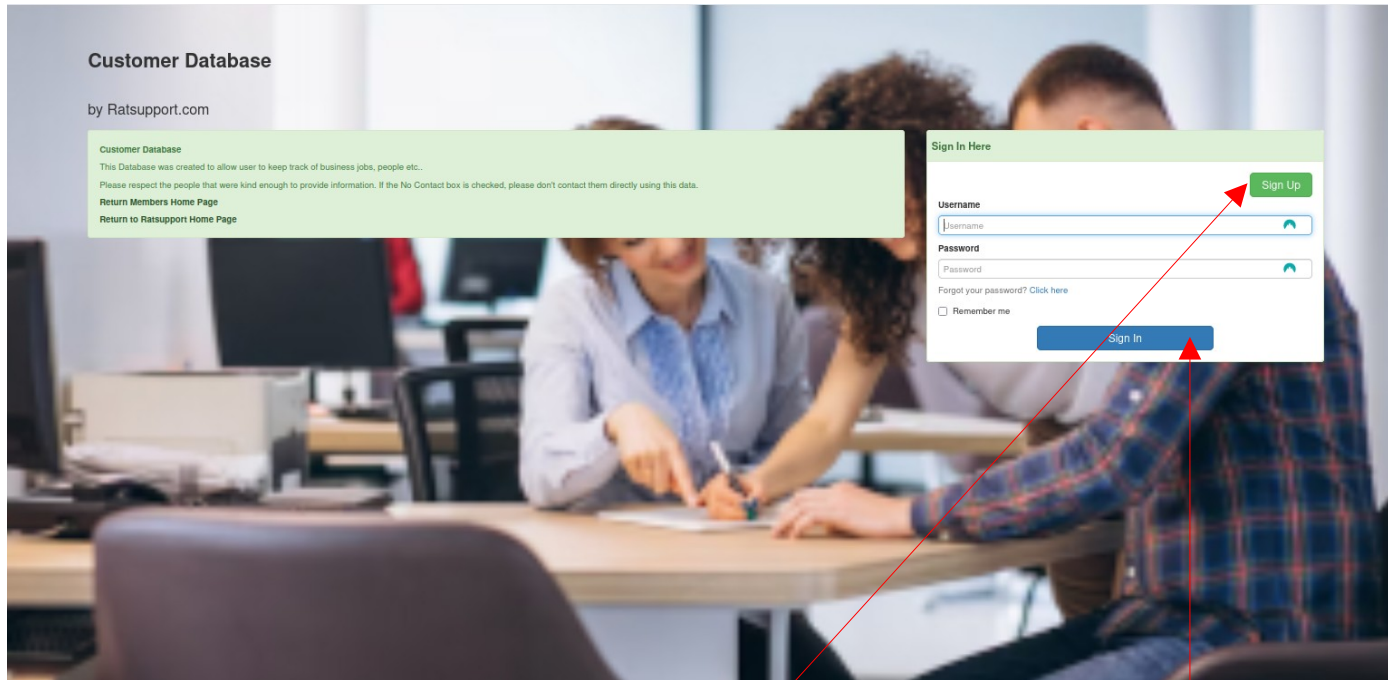 Customer Database
by Ratsupport.com
Customer Database
This Database was created to allow user to keep track of business jobs, people etc..
Please respect the people that were kind enough to provide information. If the No Contact box is checked, please don't contact them directly using this data.
Return Members Home Page
Return to Ratsupport Home Page
Sign In Here
Sign Up
Username
Username
Password
Password
Forgot your password? Click here
Remember me
Sign In